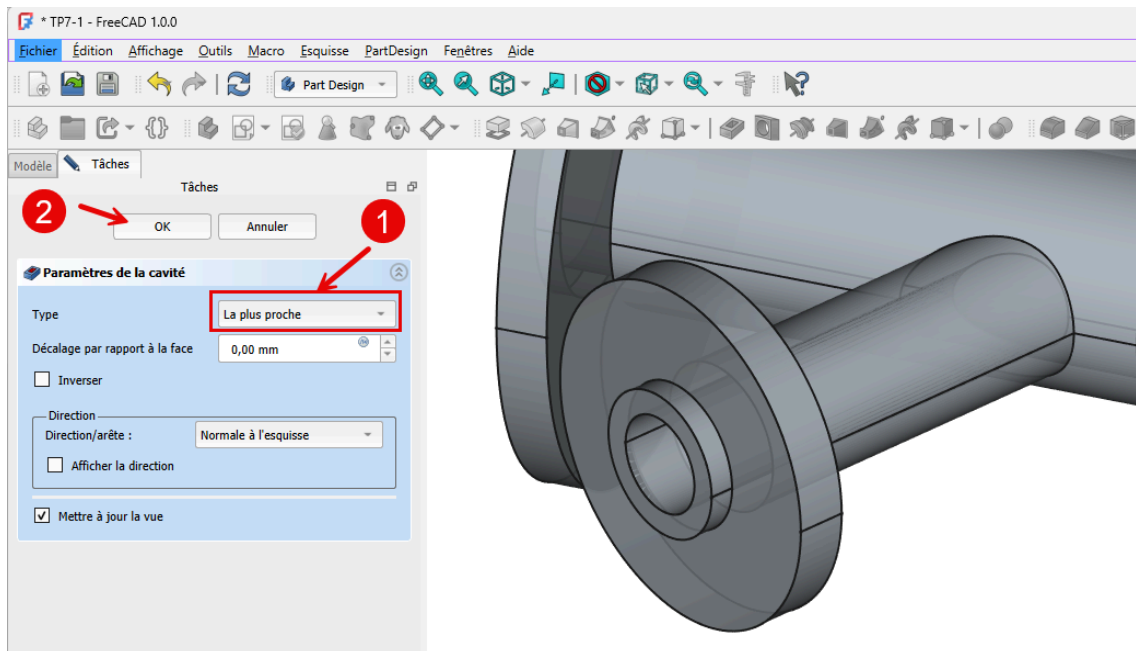 * TP7-1 - FreeCAD 1.0.0
Fichier Édition Affichage Outils Macro Esquisse PartDesign Fenêtres Aide
Part Design
Modèle Tâches
Tâches
2 OK Annuler 1
Paramètres de la cavité
Type La plus proche
Décalage par rapport à la face 0,00 mm
Inverser
Direction
Direction/arête : Normale à l'esquisse
Afficher la direction
Mettre à jour la vue